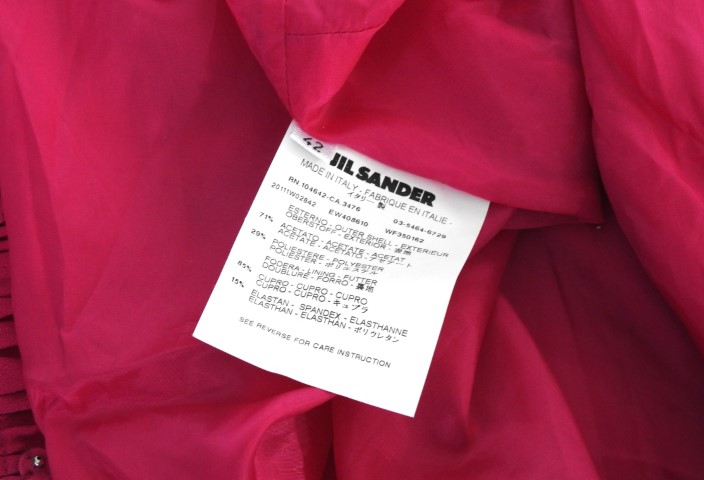 42
JIL SANDER
MADE IN ITALY - FABRIQUE EN ITALIE -
イタリー製
RN 104642-CA 3476 03-5464-6729
20111W02842 EW408610 WF350162
ESTERNO - OUTER SHELL - EXTERIEUR
OBERSTOFF - EXTERIOR - 表地
71% ACETATO - ACETATE - ACETAT
ACETATE - ACETATO - アセテート
29% POLIESTERE - POLYESTER
POLIESTER - ポリエステル
FODERA - LINING - FUTTER
DOUBLURE - FORRO - 裏地
85% CUPRO - CUPRO - CUPRO
CUPRO - CUPRO - キュプラ
15% ELASTAN - SPANDEX - ELASTHANNE
ELASTHAN - ELASTHAN - ポリウレタン
SEE REVERSE FOR CARE INSTRUCTION